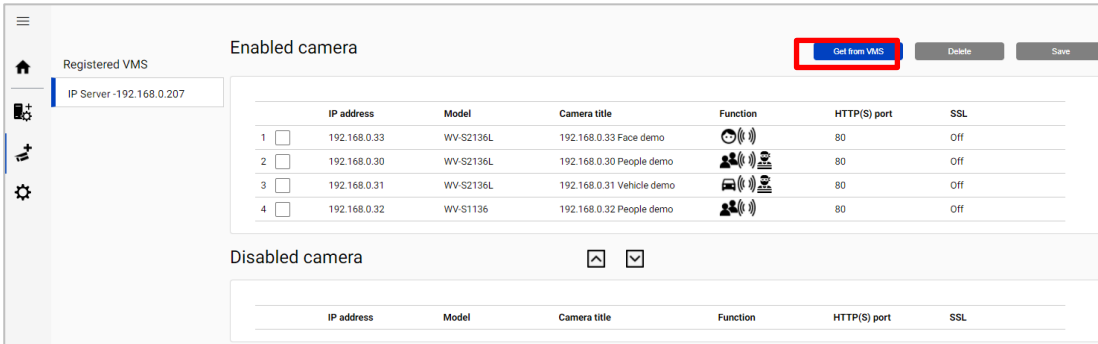 Enabled camera
Get from VMS Delete Save
Registered VMS
IP Server -192.168.0.207
IP address Model Camera title Function HTTP(S) port SSL
1 192.168.0.33 WV-S2136L 192.168.0.33 Face demo 80 Off
2 192.168.0.30 WV-S2136L 192.168.0.30 People demo 80 Off
3 192.168.0.31 WV-S2136L 192.168.0.31 Vehicle demo 80 Off
4 192.168.0.32 WV-S1136 192.168.0.32 People demo 80 Off
Disabled camera
IP address Model Camera title Function HTTP(S) port SSL